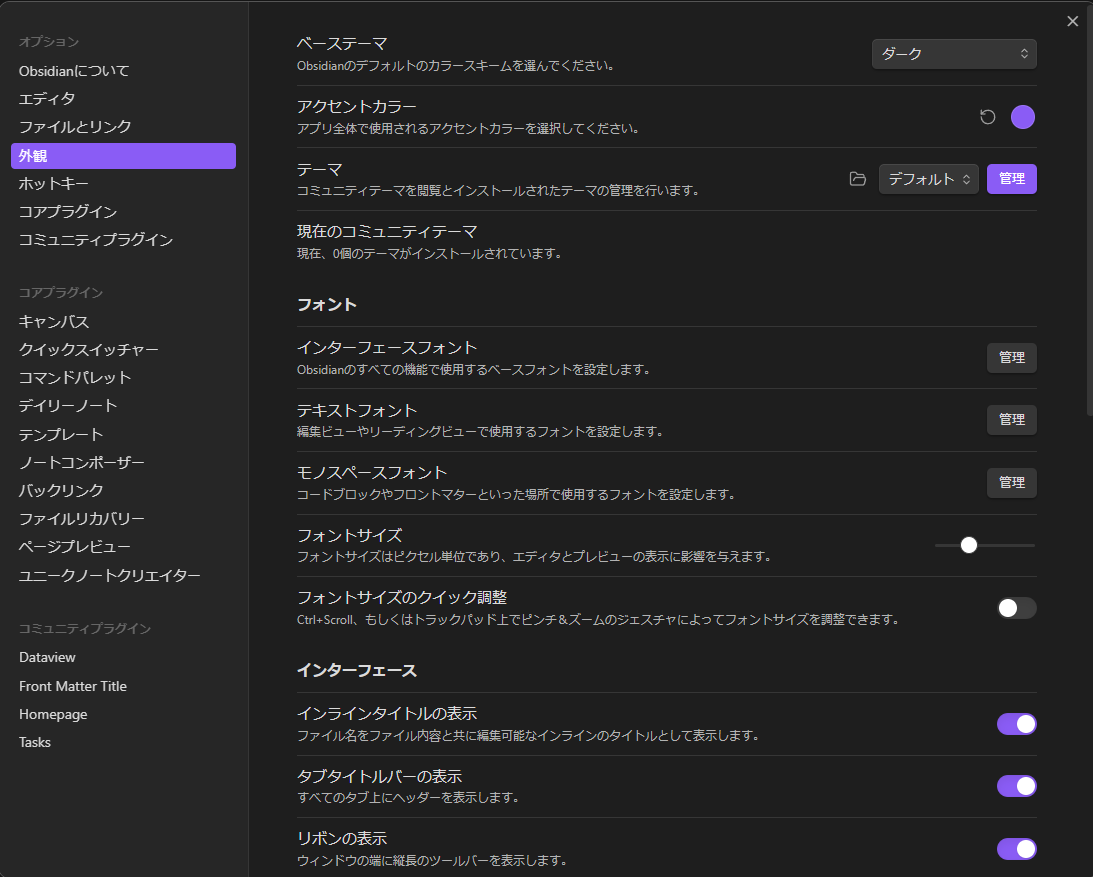 オプション
Obsidianについて
エディタ
ファイルとリンク
外観
ホットキー
コアプラグイン
コミュニティプラグイン
コアプラグイン
キャンバス
クイックスイッチャー
コマンドパレット
デイリーノート
テンプレート
ノートコンポーザー
バックリンク
ファイルリカバリー
ページプレビュー
ユニークノートクリエイター
コミュニティプラグイン
Dataview
Front Matter Title
Homepage
Tasks
ベーステーマ
Obsidianのデフォルトのカラースキームを選んでください。
ダーク
アクセントカラー
アプリ全体で使用されるアクセントカラーを選択してください。
テーマ
コミュニティテーマを閲覧とインストールされたテーマの管理を行います。
デフォルト
管理
現在のコミュニティテーマ
現在、0個のテーマがインストールされています。
フォント
インターフェースフォント
Obsidianのすべての機能で使用するベースフォントを設定します。
管理
テキストフォント
編集ビューやリーディングビューで使用するフォントを設定します。
管理
モノスペースフォント
コードブロックやフロントマターといった場所で使用するフォントを設定します。
管理
フォントサイズ
フォントサイズはピクセル単位であり、エディタとプレビューの表示に影響を与えます。
フォントサイズのクイック調整
Ctrl+Scroll、もしくはトラックパッド上でピンチ＆ズームのジェスチャによってフォントサイズを調整できます。
インターフェース
インラインタイトルの表示
ファイル名をファイル内容と共に編集可能なインラインのタイトルとして表示します。
タブタイトルバーの表示
すべてのタブ上にヘッダーを表示します。
リボンの表示
ウィンドウの端に縦長のツールバーを表示します。